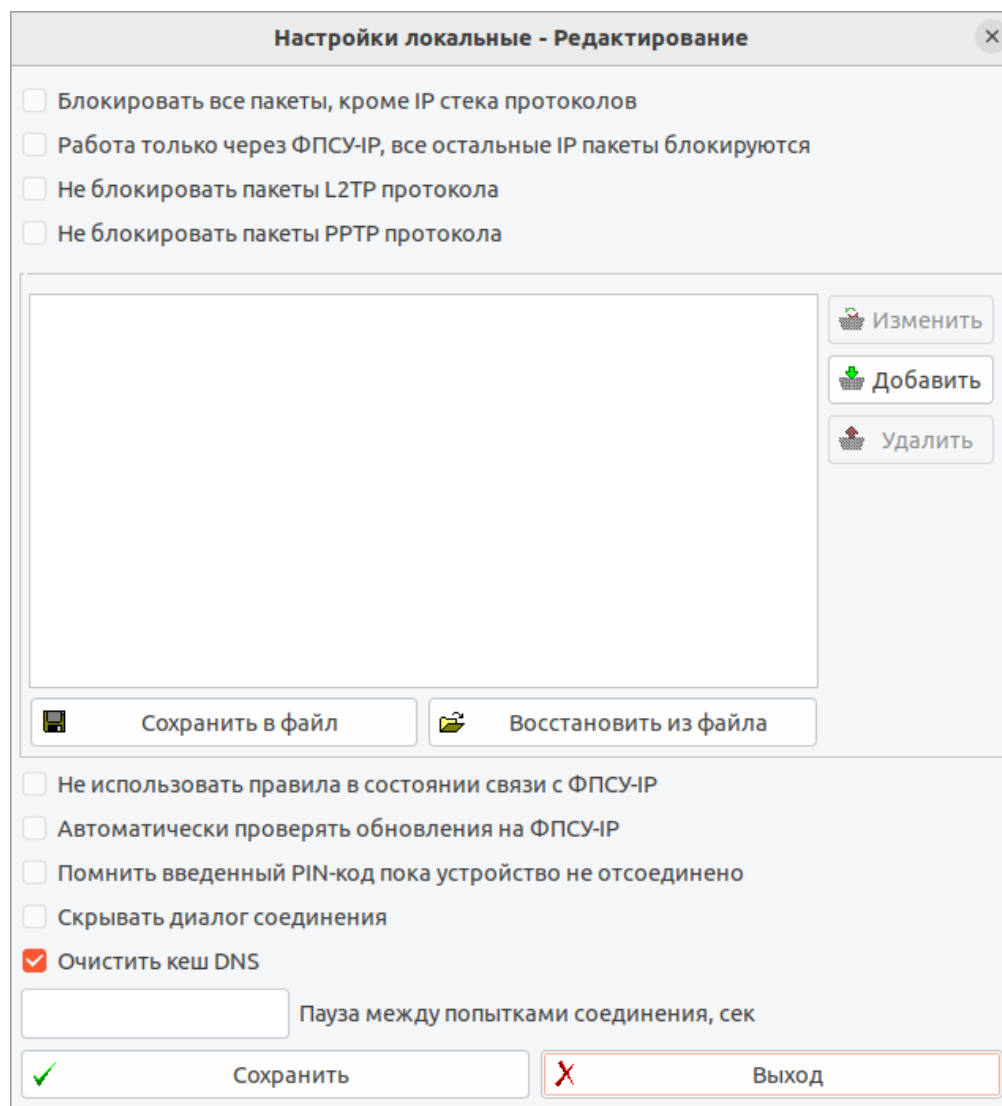 Настройки локальные - Редактирование
Блокировать все пакеты, кроме IP стека протоколов
Работа только через ФПСУ-IP, все остальные IP пакеты блокируются
Не блокировать пакеты L2TP протокола
Не блокировать пакеты PPTP протокола
Изменить
Добавить
Удалить
Сохранить в файл
Восстановить из файла
Не использовать правила в состоянии связи с ФПСУ-IP
Автоматически проверять обновления на ФПСУ-IP
Помнить введенный PIN-код пока устройство не отсоединено
Скрывать диалог соединения
Очистить кеш DNS
Пауза между попытками соединения, сек
Сохранить
Выход